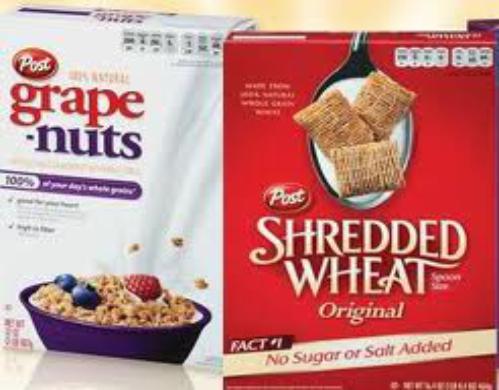 Post
100% NATURAL
grape
-nuts
100% of your day's whole grains*
good for your heart
high in fiber
MADE FROM
100% NATURAL
WHOLE GRAIN
WHEAT
Post
SHREDDED
WHEAT Spoon
Size
Original
FACT #1
No Sugar or Salt Added